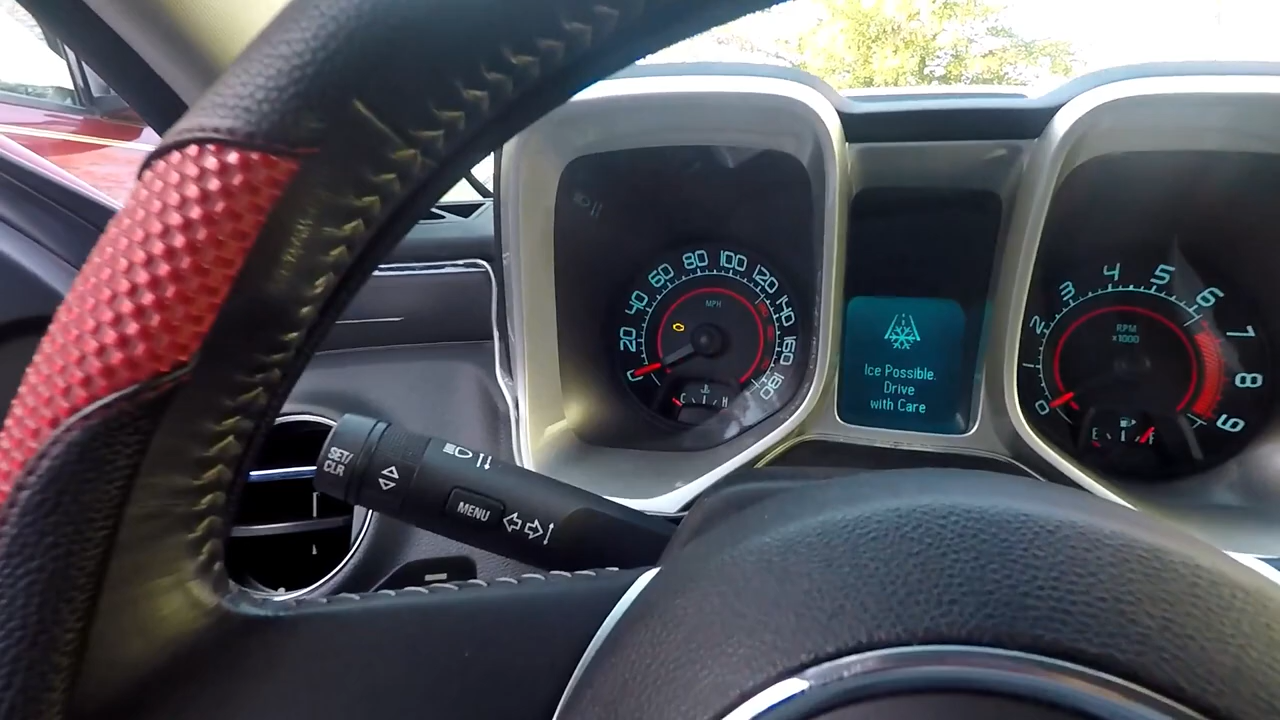 20 40 60 80 100 120 140 160 180
MPH
C H
Ice Possible.
Drive
with Care
0 2 3 4 5 6 7 8 9
RPM
x1000
E F
SET/
CLR
MENU